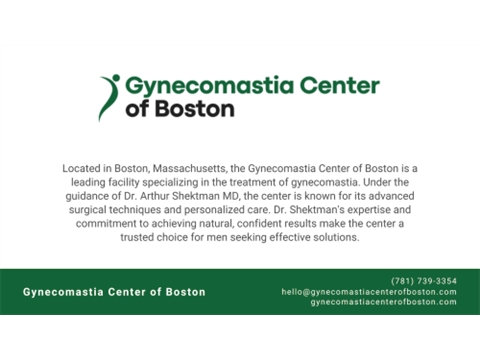 Gynecomastia Center
of Boston
Located in Boston, Massachusetts, the Gynecomastia Center of Boston is a
leading facility specializing in the treatment of gynecomastia. Under the
guidance of Dr. Arthur Shektman MD, the center is known for its advanced
surgical techniques and personalized care. Dr. Shektman's expertise and
commitment to achieving natural, confident results make the center a
trusted choice for men seeking effective solutions.
Gynecomastia Center of Boston
(781) 739-3354
hello@gynecomastiacenterofboston.com
gynecomastiacenterofboston.com